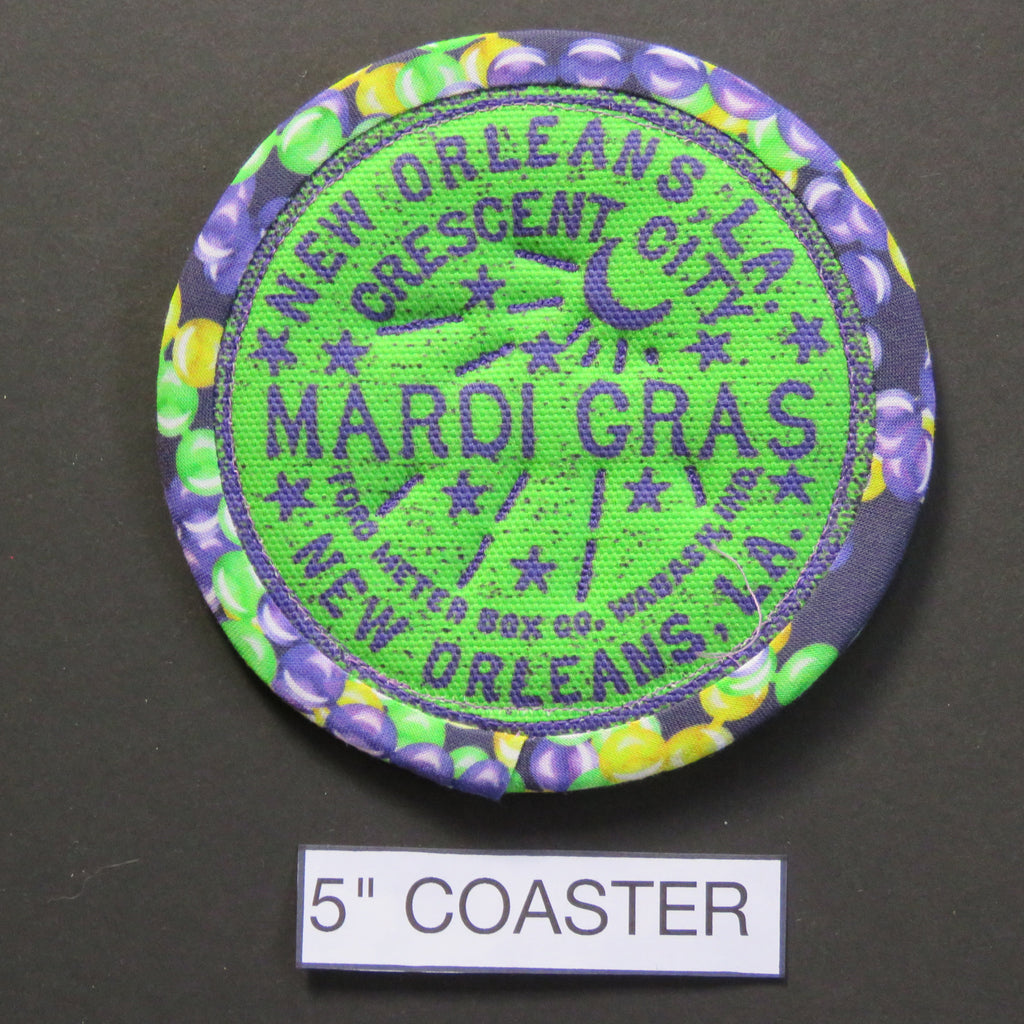 NEW ORLEANS, LA.
CRESCENT CITY
MARDI GRAS
FORD METER BOX CO. WABASH IND
NEW ORLEANS, LA.
5" COASTER